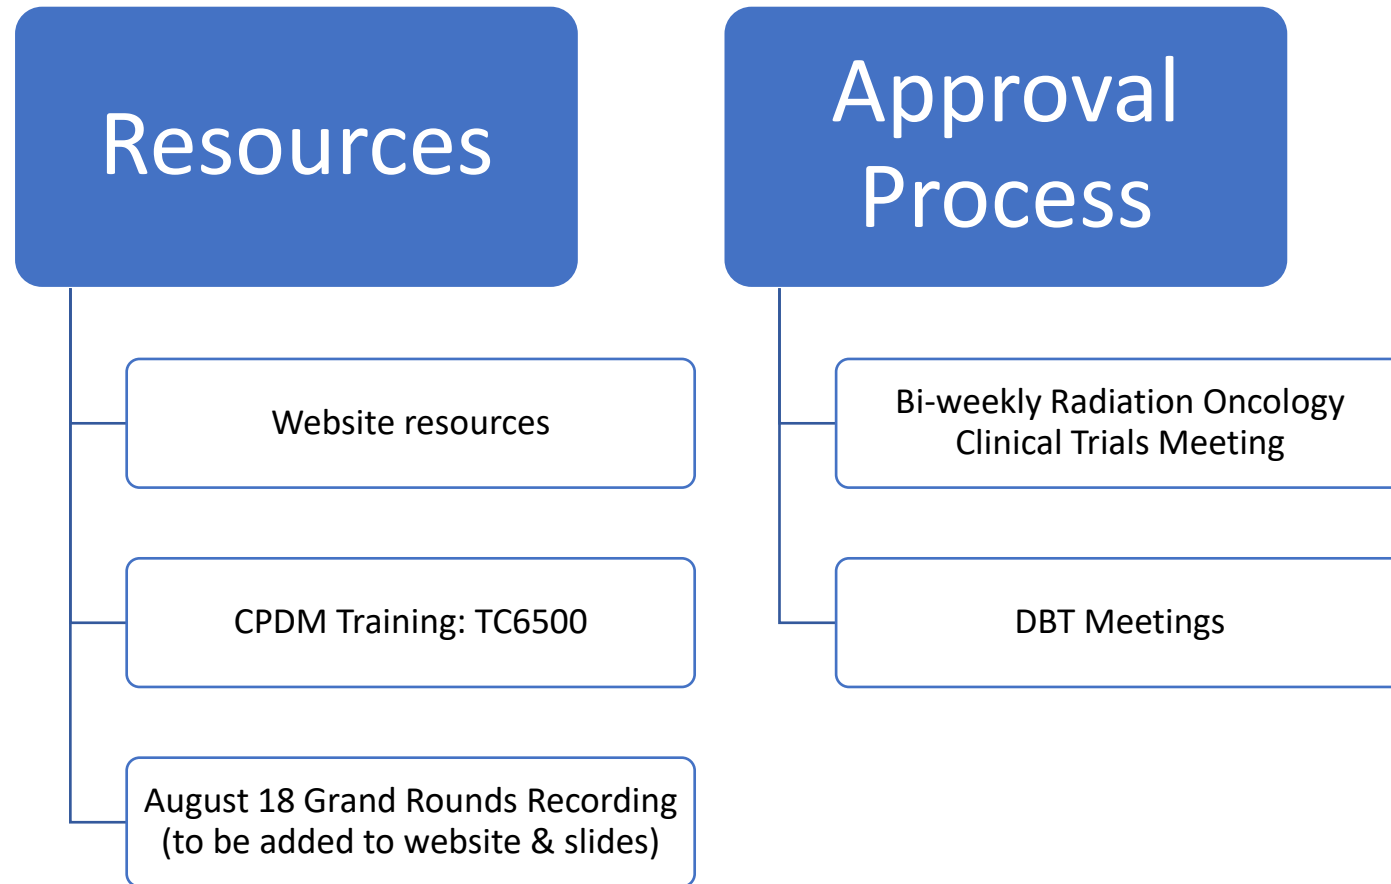 Resources
Website resources
CPDM Training: TC6500
August 18 Grand Rounds Recording
(to be added to website & slides)
Approval
Process
Bi-weekly Radiation Oncology
Clinical Trials Meeting
DBT Meetings